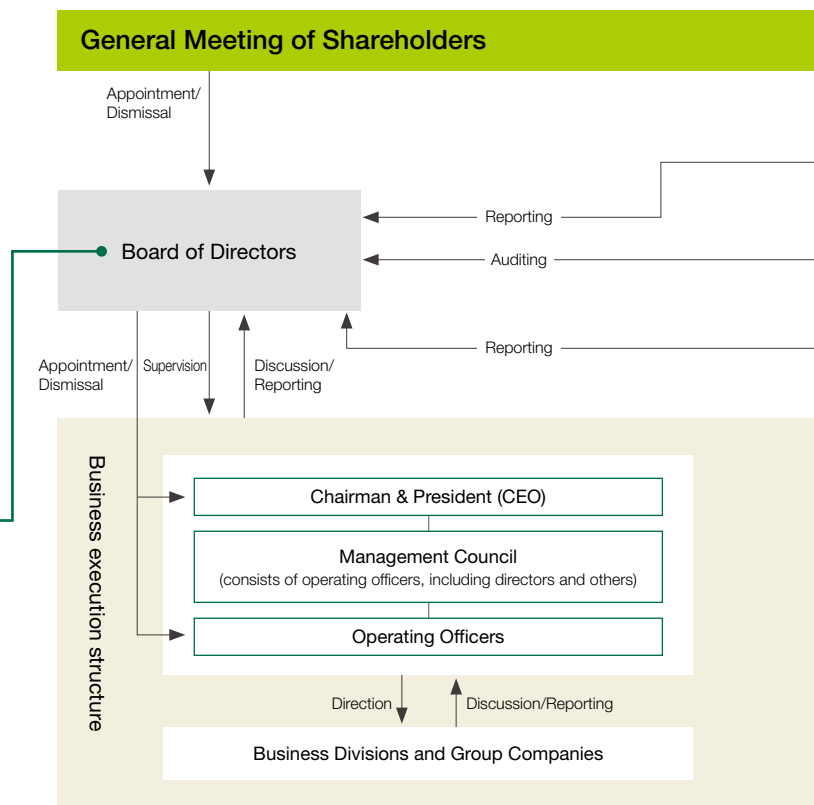 General Meeting of Shareholders
Appointment/
Dismissal
Reporting
Board of Directors
Auditing
Reporting
Appointment/
Dismissal
Supervision
Discussion/
Reporting
Business execution structure
Chairman & President (CEO)
Management Council
(consists of operating officers, including directors and others)
Operating Officers
Direction
Discussion/Reporting
Business Divisions and Group Companies